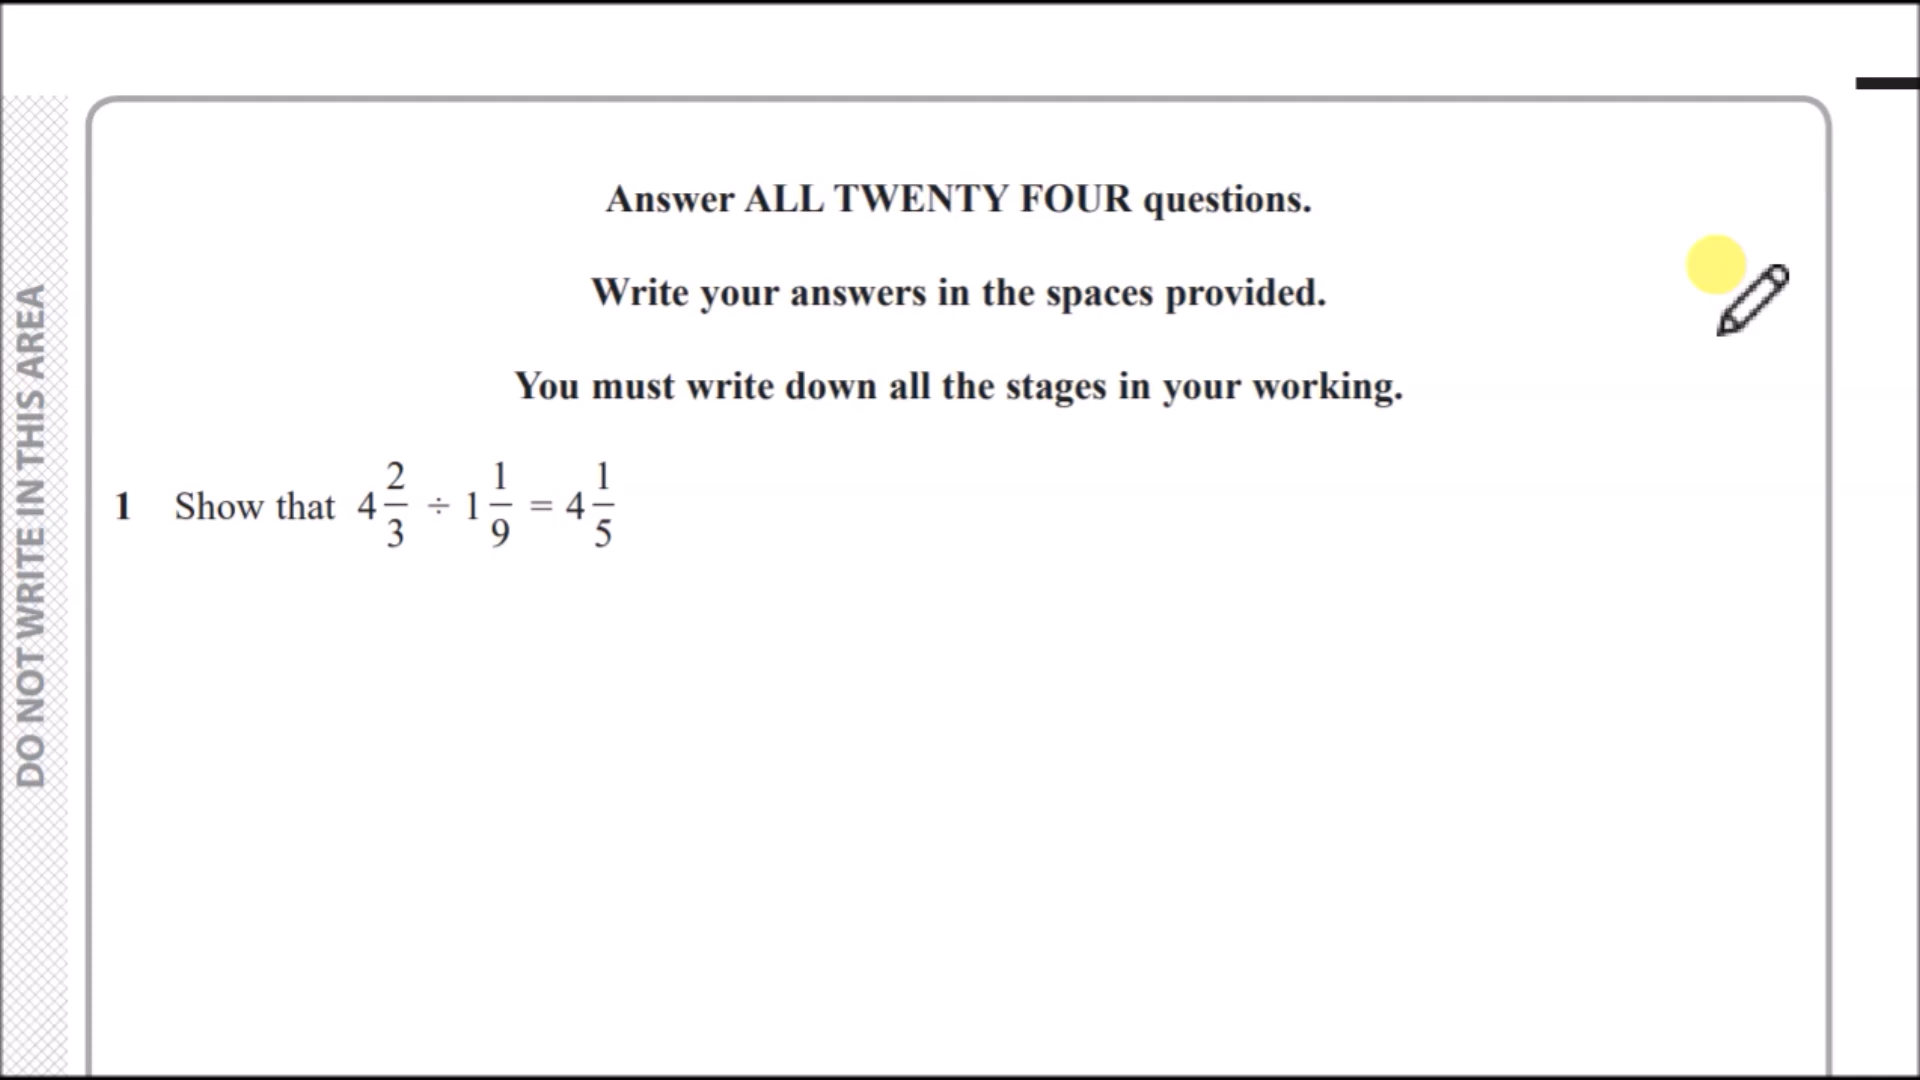 Answer ALL TWENTY FOUR questions.
Write your answers in the spaces provided.
You must write down all the stages in your working.
1 Show that 4 2/3 ÷ 1 1/9 = 4 1/5
DO NOT WRITE IN THIS AREA